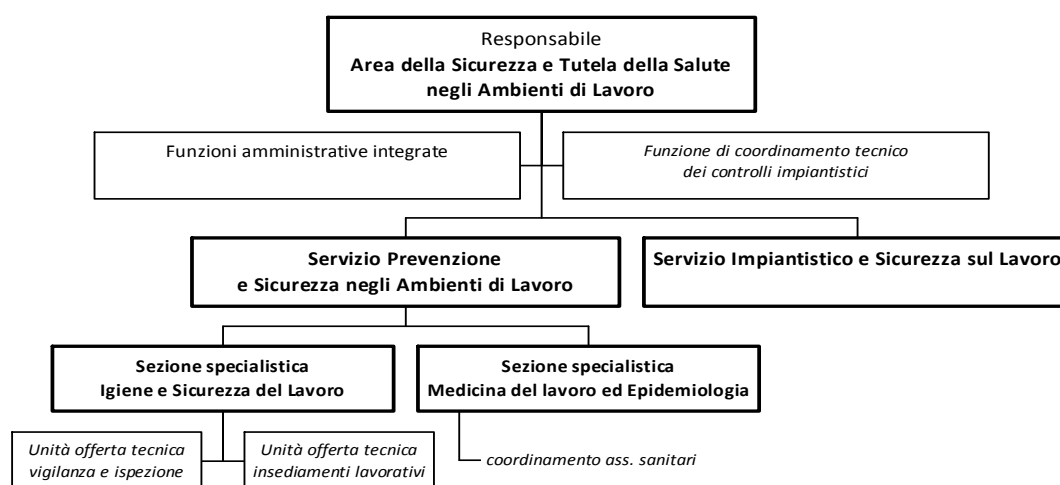 Responsabile
Area della Sicurezza e Tutela della Salute
negli Ambienti di Lavoro
Funzioni amministrative integrate
Funzione di coordinamento tecnico
dei controlli impiantistici
Servizio Prevenzione
e Sicurezza negli Ambienti di Lavoro
Servizio Impiantistico e Sicurezza sul Lavoro
Sezione specialistica
Igiene e Sicurezza del Lavoro
Sezione specialistica
Medicina del lavoro ed Epidemiologia
Unità offerta tecnica
vigilanza e ispezione
Unità offerta tecnica
insediamenti lavorativi
coordinamento ass. sanitari